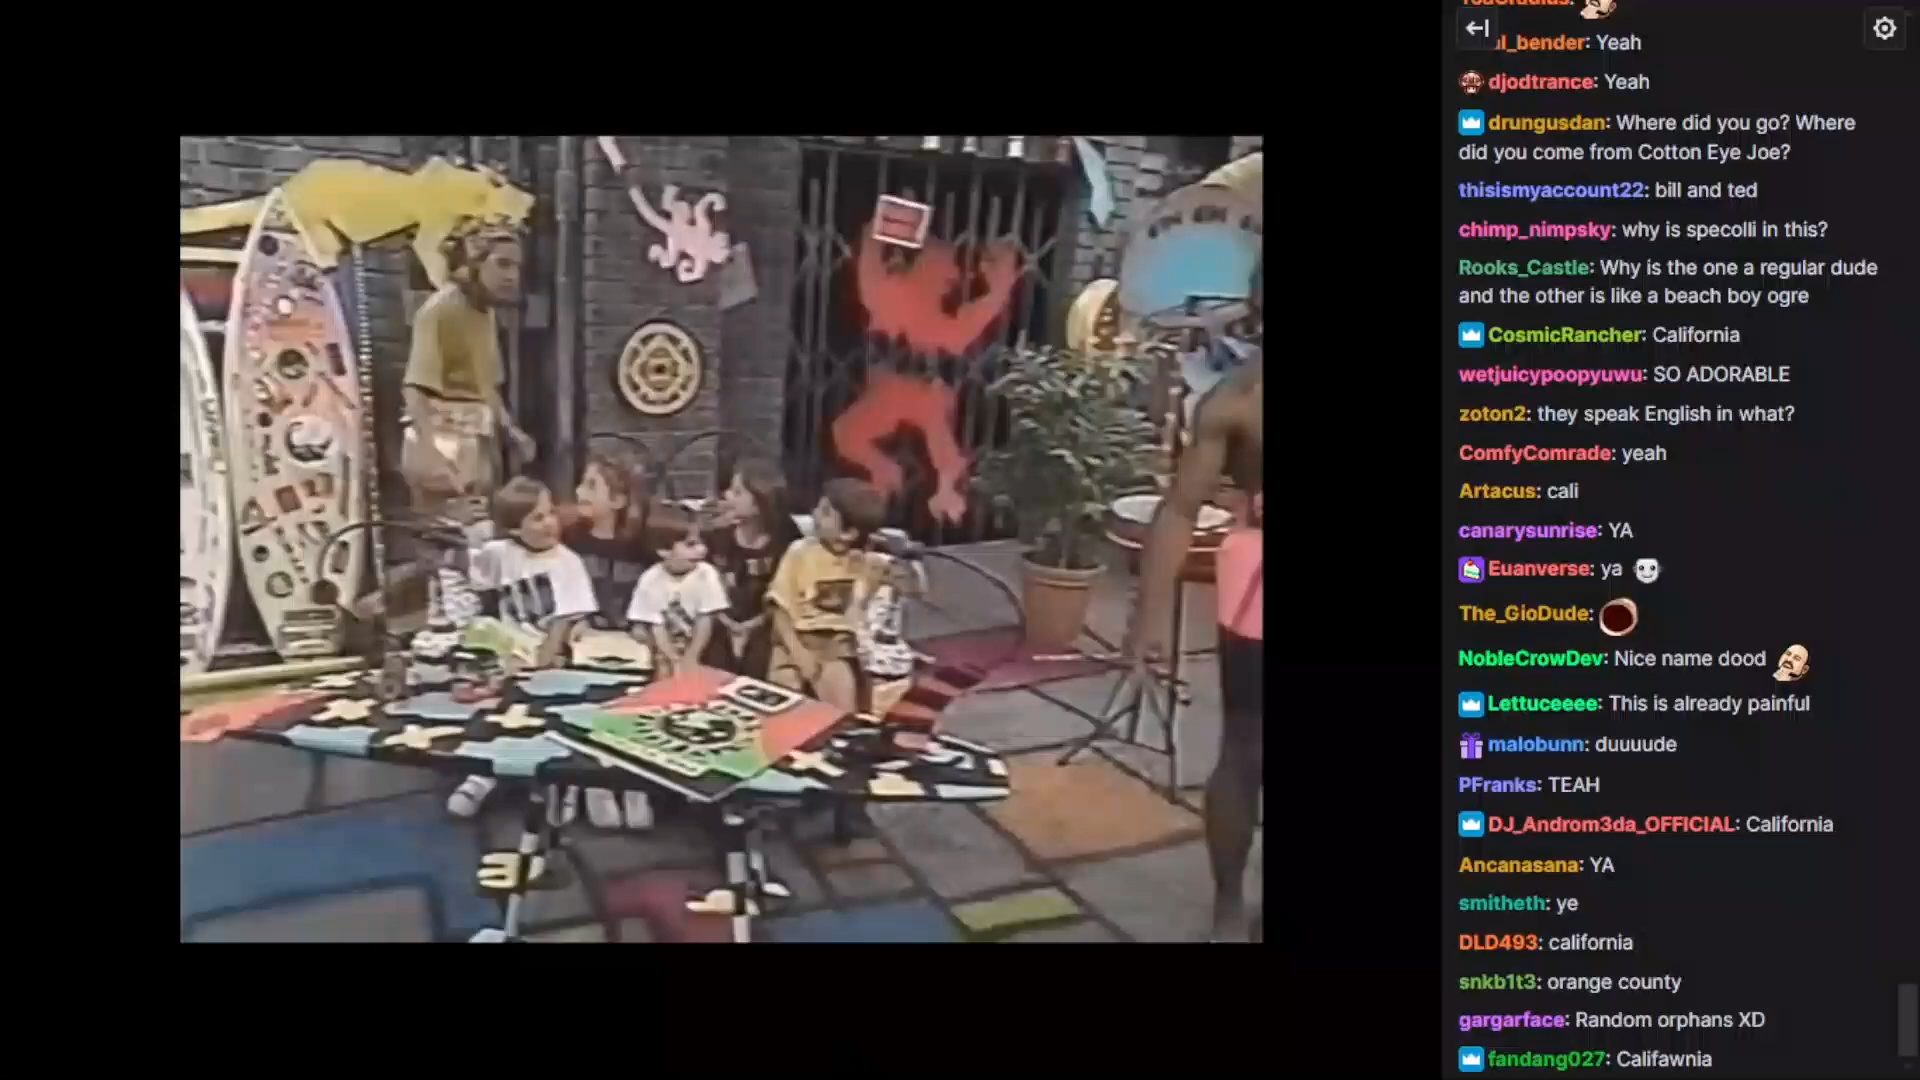 ul_bender: Yeah
djodtrance: Yeah
drungusdan: Where did you go? Where
did you come from Cotton Eye Joe?
thisismyaccount22: bill and ted
chimp_nimpsky: why is specolli in this?
Rooks_Castle: Why is the one a regular dude
and the other is like a beach boy ogre
CosmicRancher: California
wetjuicypoopyuwu: SO ADORABLE
zoton2: they speak English in what?
ComfyComrade: yeah
Artacus: cali
canarysunrise: YA
Euanverse: ya
The_GioDude:
NobleCrowDev: Nice name dood
Lettuceeee: This is already painful
malobunn: duuuude
PFranks: TEAH
DJ_Androm3da_OFFICIAL: California
Ancanasana: YA
smitheth: ye
DLD493: california
snkb1t3: orange county
gargarface: Random orphans XD
fandang027: Califawnia